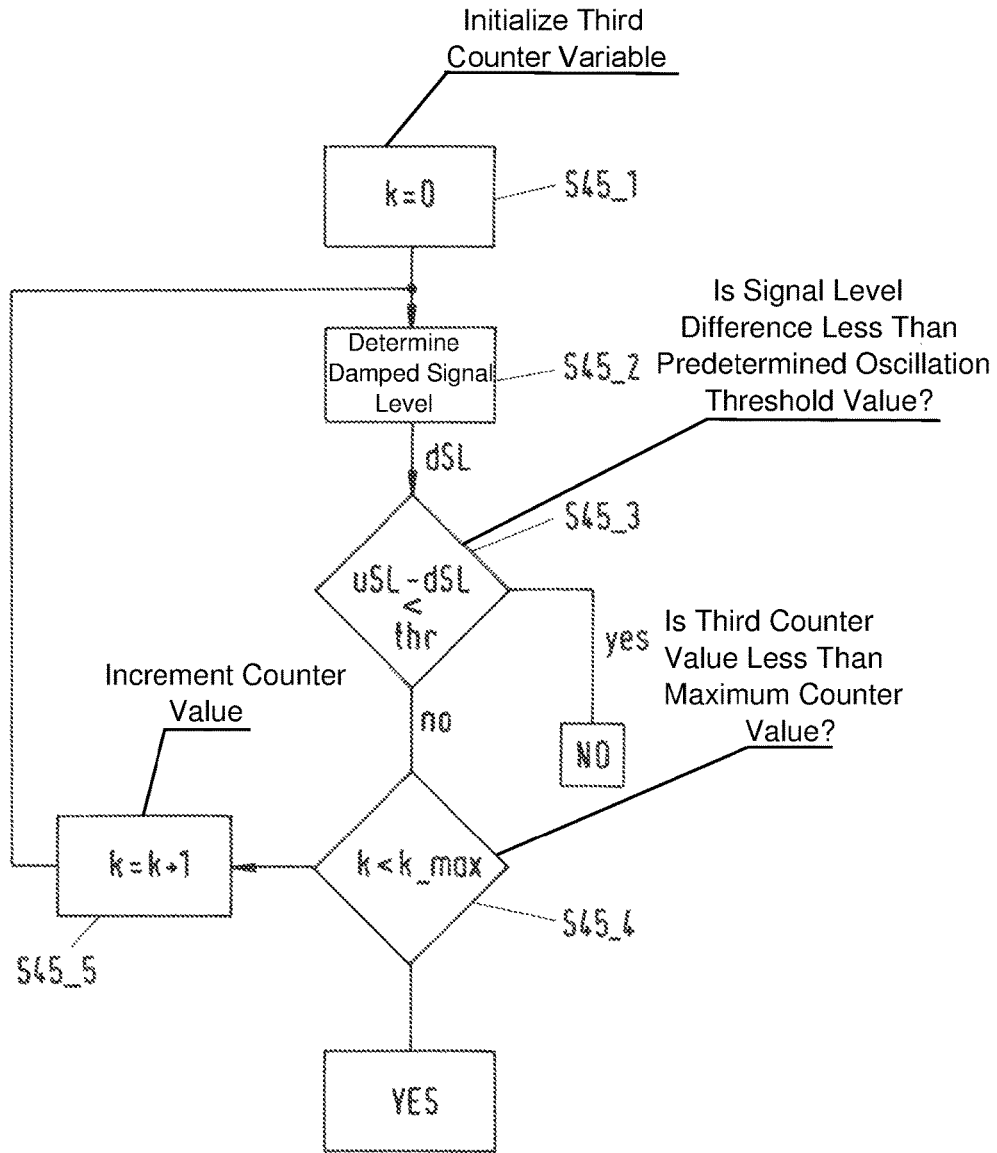 Initialize Third
Counter Variable
k=0
S45_1
Is Signal Level
Difference Less Than
Predetermined Oscillation
Threshold Value?
Determine
Damped Signal
Level
S45_2
dSL
S45_3
uSL-dSL
<
thr
yes
NO
Is Third Counter
Value Less Than
Maximum Counter
Value?
Increment Counter
Value
no
k=k+1
k<k_max
S45_4
S45_5
YES